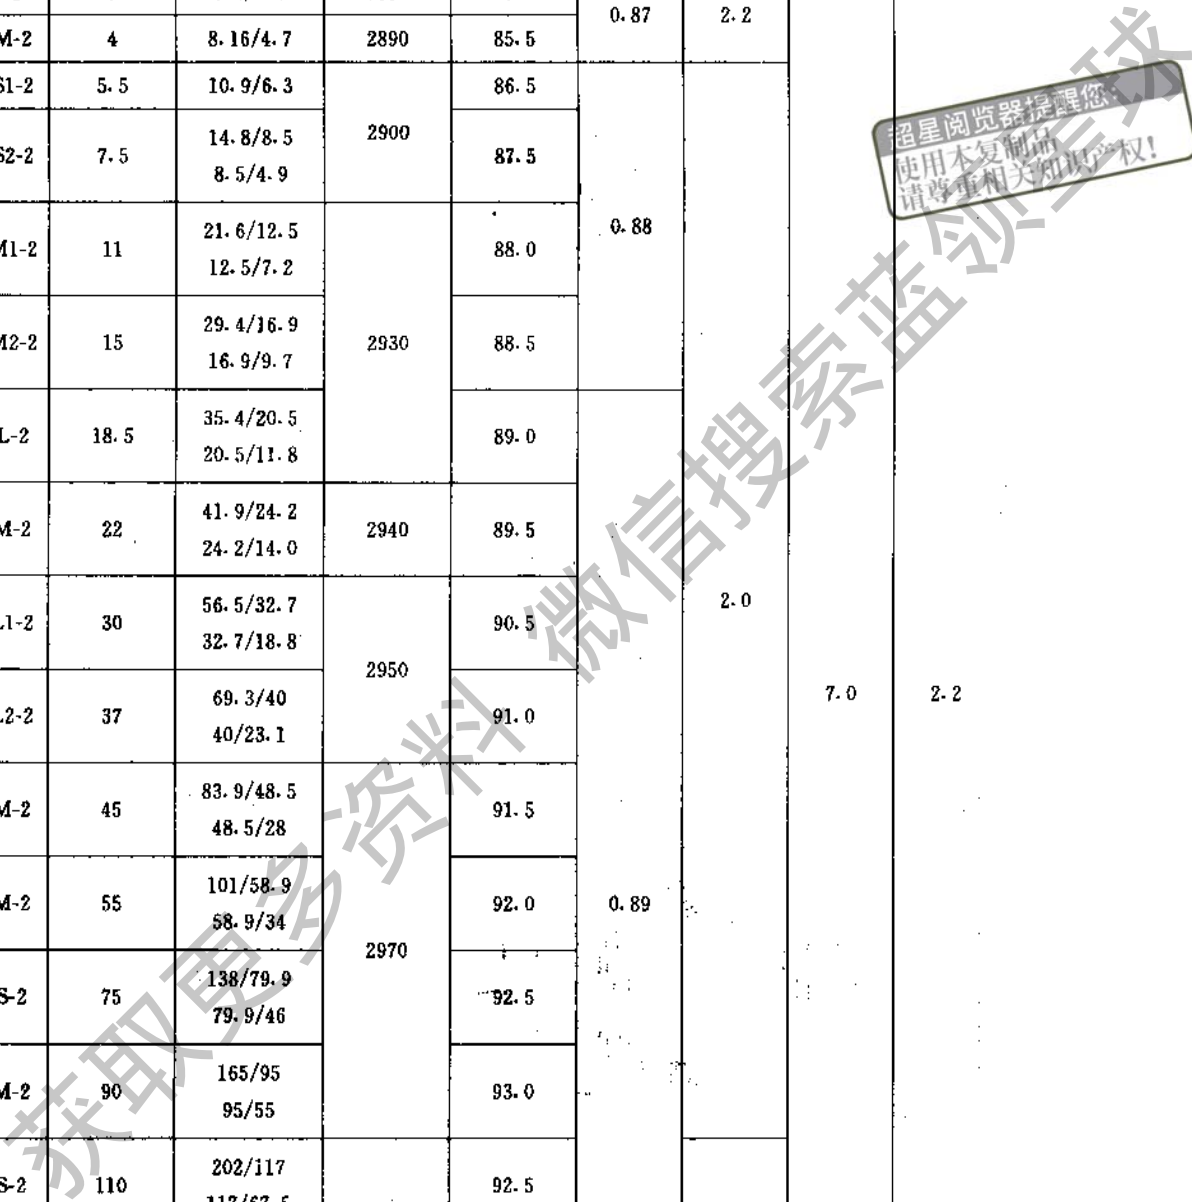 0.87 2.2
M-2 4 8.16/4.7 2890 85.5
S1-2 5.5 10.9/6.3 86.5
2900
S2-2 7.5 14.8/8.5 87.5
8.5/4.9
M1-2 11 21.6/12.5 88.0 0.88
12.5/7.2
M2-2 15 29.4/16.9 2930 88.5
16.9/9.7
L-2 18.5 35.4/20.5 89.0
20.5/11.8
M-2 22 41.9/24.2 2940 89.5
24.2/14.0
L1-2 30 56.5/32.7 90.5 2.0
32.7/18.8
2950
L2-2 37 69.3/40 91.0 7.0 2.2
40/23.1
M-2 45 83.9/48.5 91.5
48.5/28
M-2 55 101/58.9 92.0 0.89
58.9/34
2970
S-2 75 138/79.9 92.5
79.9/46
M-2 90 165/95 93.0
95/55
S-2 110 202/117 92.5
超星阅览器提醒您:
使用本复制品
请尊重相关知识产权!
获取更多资料 微信搜索蓝领星球